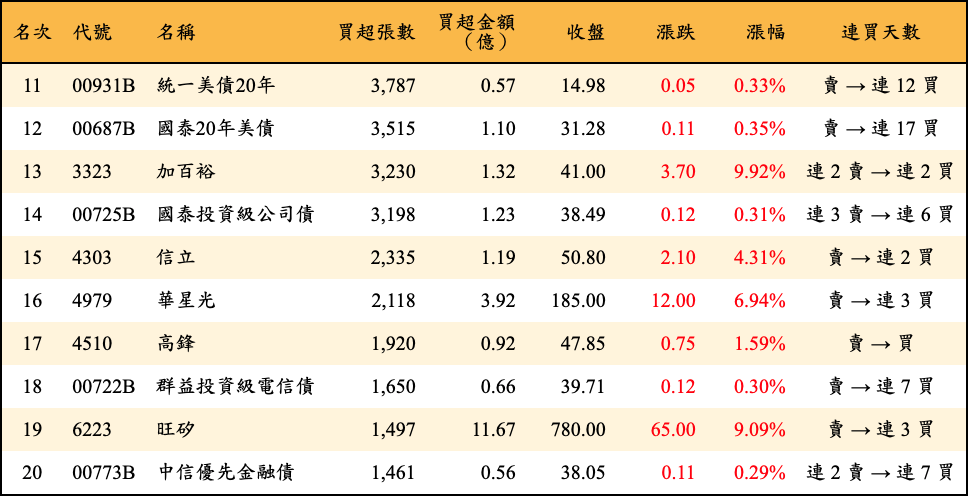 名次 代號 名稱 買超張數 買超金額（億） 收盤 漲跌 漲幅 連買天數
11 00931B 統一美債20年 3,787 0.57 14.98 0.05 0.33% 賣 → 連 12 買
12 00687B 國泰20年美債 3,515 1.10 31.28 0.11 0.35% 賣 → 連 17 買
13 3323 加百裕 3,230 1.32 41.00 3.70 9.92% 連 2 賣 → 連 2 買
14 00725B 國泰投資級公司債 3,198 1.23 38.49 0.12 0.31% 連 3 賣 → 連 6 買
15 4303 信立 2,335 1.19 50.80 2.10 4.31% 賣 → 連 2 買
16 4979 華星光 2,118 3.92 185.00 12.00 6.94% 賣 → 連 3 買
17 4510 高鋒 1,920 0.92 47.85 0.75 1.59% 賣 → 買
18 00722B 群益投資級電信債 1,650 0.66 39.71 0.12 0.30% 賣 → 連 7 買
19 6223 旺矽 1,497 11.67 780.00 65.00 9.09% 賣 → 連 3 買
20 00773B 中信優先金融債 1,461 0.56 38.05 0.11 0.29% 連 2 賣 → 連 7 買